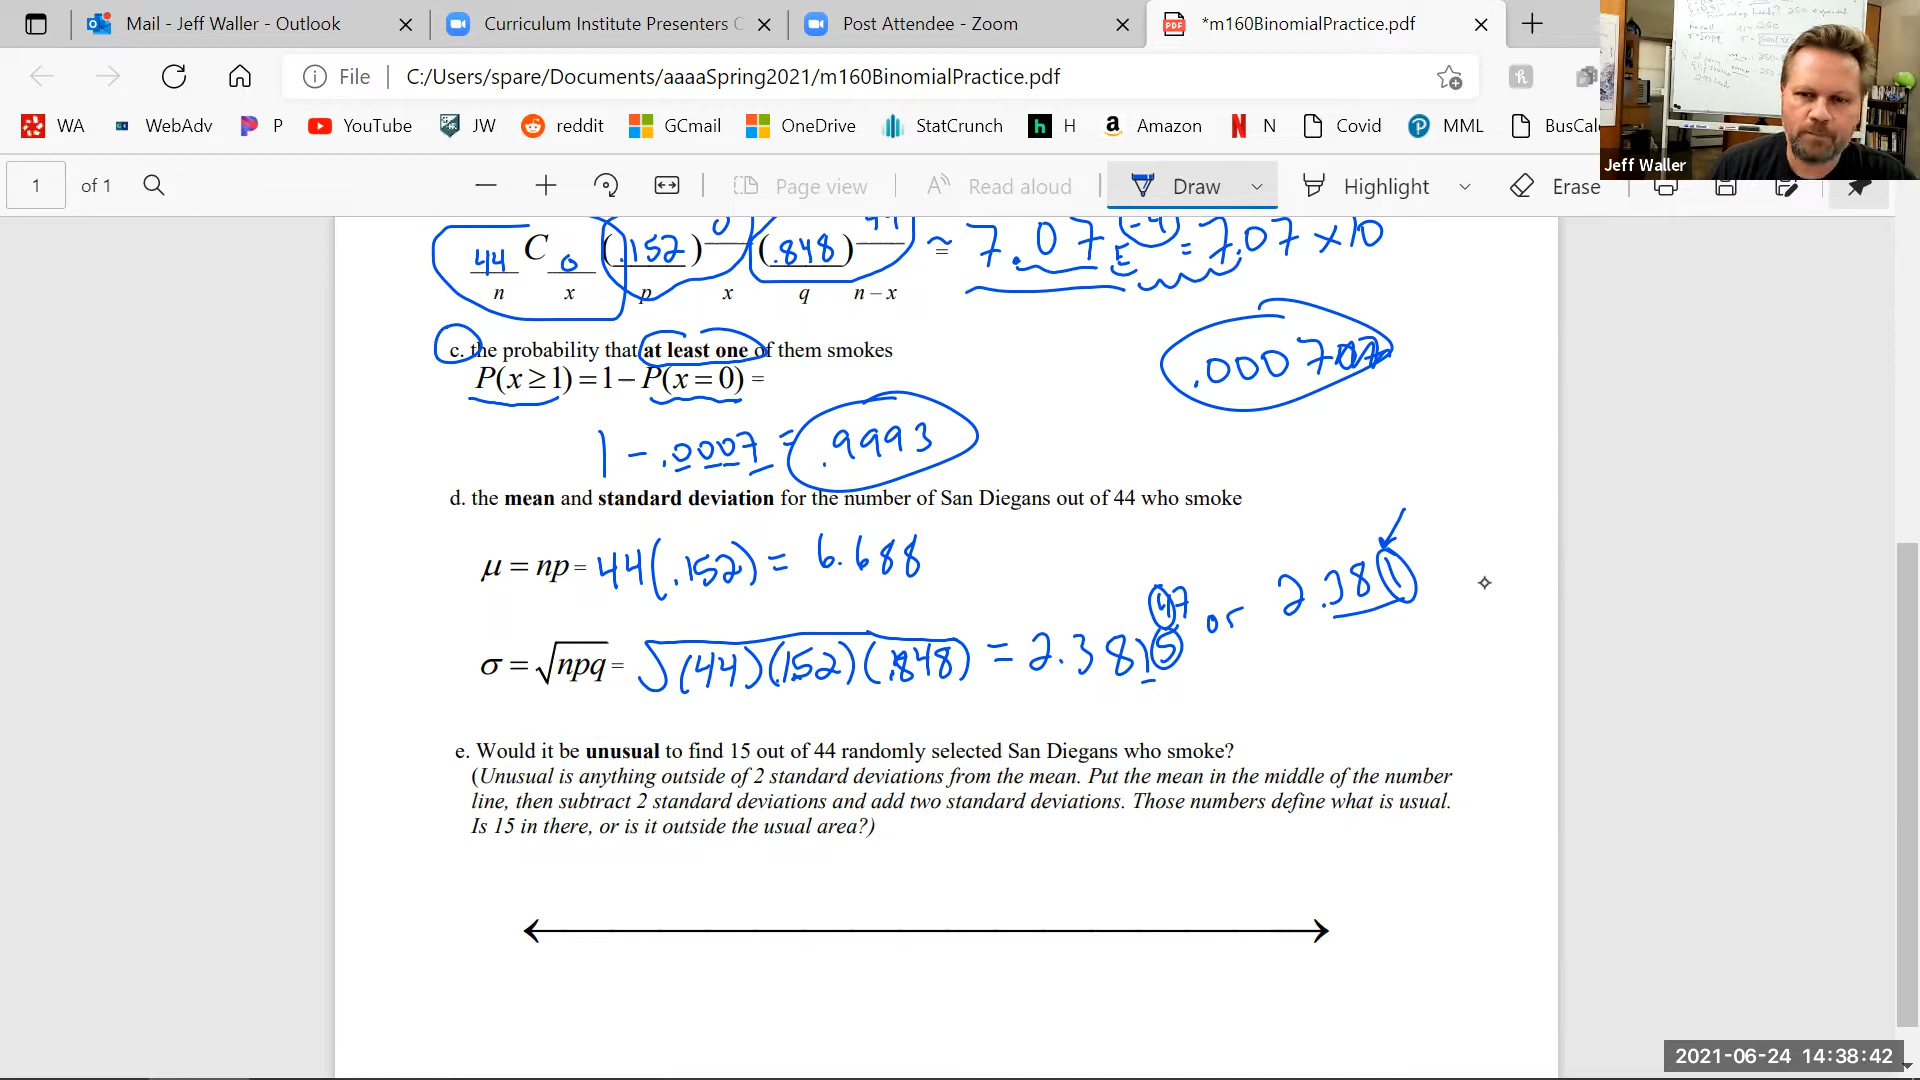 Mail - Jeff Waller - Outlook
Curriculum Institute Presenters C
Post Attendee - Zoom
*m160BinomialPractice.pdf
File
C:/Users/spare/Documents/aaaaSpring2021/m160BinomialPractice.pdf
WA WebAdv P YouTube JW reddit GCmail OneDrive StatCrunch H Amazon N Covid MML BusCal
1 of 1 Page view Read aloud Draw Highlight Erase
Jeff Waller
44 C 0 (.152) 0 (.848) 44 ≈ 7.07 E -4 = 7.07 x 10
n x p x q n – x
c. the probability that at least one of them smokes
P(x ≥ 1) = 1 – P(x = 0) =
.0007
1 - .0007 = .9993
d. the mean and standard deviation for the number of San Diegans out of 44 who smoke
μ = np = 44(.152) = 6.688
σ = √npq = √(44)(.152)(.848) = 2.3815 47 or 2.381
e. Would it be unusual to find 15 out of 44 randomly selected San Diegans who smoke?
(Unusual is anything outside of 2 standard deviations from the mean. Put the mean in the middle of the number
line, then subtract 2 standard deviations and add two standard deviations. Those numbers define what is usual.
Is 15 in there, or is it outside the usual area?)
2021-06-24 14:38:42